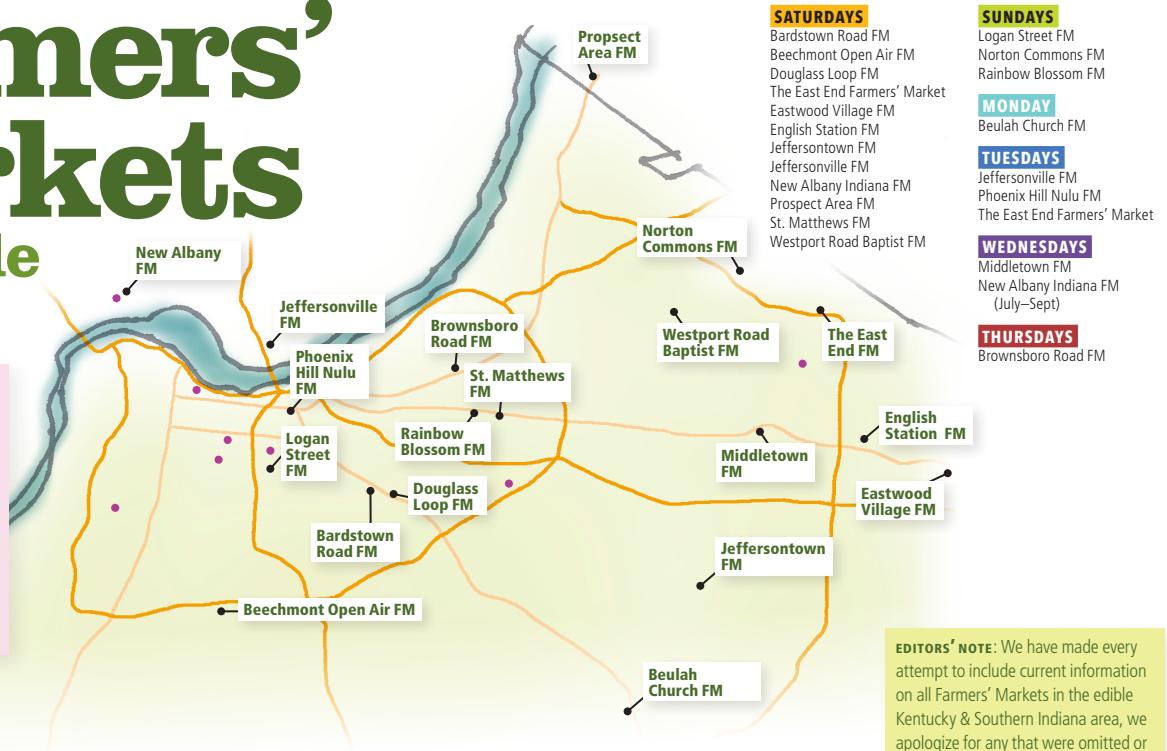 mers'
rkets
le
Propsect
Area FM
New Albany
FM
Jeffersonville
FM
Phoenix
Hill Nulu
FM
Brownsboro
Road FM
St. Matthews
FM
Logan
Street
FM
Rainbow
Blossom FM
Douglass
Loop FM
Bardstown
Road FM
Beechmont Open Air FM
Norton
Commons FM
Westport Road
Baptist FM
The East
End FM
English
Station FM
Middletown
FM
Eastwood
Village FM
Jeffersontown
FM
Beulah
Church FM
SATURDAYS
Bardstown Road FM
Beechmont Open Air FM
Douglass Loop FM
The East End Farmers' Market
Eastwood Village FM
English Station FM
Jeffersontown FM
Jeffersonville FM
New Albany Indiana FM
Prospect Area FM
St. Matthews FM
Westport Road Baptist FM
SUNDAYS
Logan Street FM
Norton Commons FM
Rainbow Blossom FM
MONDAY
Beulah Church FM
TUESDAYS
Jeffersonville FM
Phoenix Hill Nulu FM
The East End Farmers' Market
WEDNESDAYS
Middletown FM
New Albany Indiana FM
(July–Sept)
THURSDAYS
Brownsboro Road FM
EDITORS' NOTE: We have made every
attempt to include current information
on all Farmers' Markets in the edible
Kentucky & Southern Indiana area, we
apologize for any that were omitted or